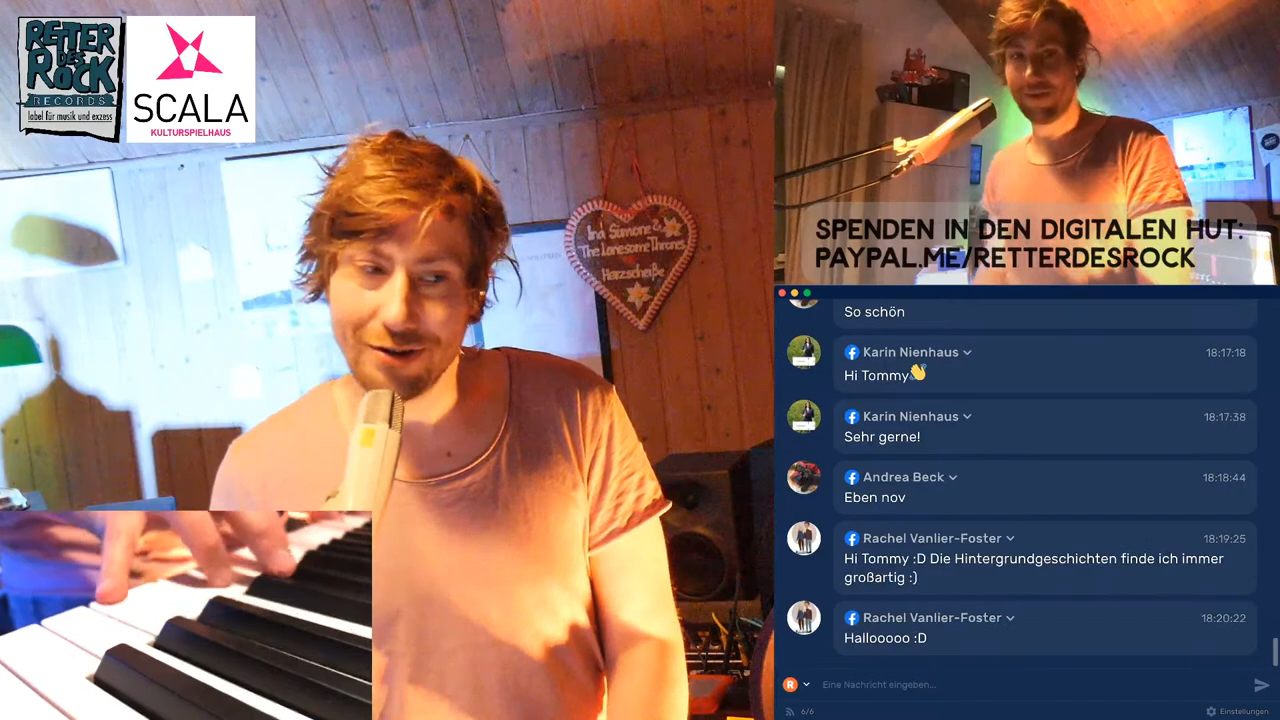 RETTER
DES
ROCK
RECORDS
label für musik und exzess
SCALA
KULTURSPIELHAUS
Ina Simone &
The Lonesome Thrones
Herzscheiße
SPENDEN IN DEN DIGITALEN HUT:
PAYPAL.ME/RETTERDESROCK
So schön
Karin Nienhaus 18:17:18
Hi Tommy👋
Karin Nienhaus 18:17:38
Sehr gerne!
Andrea Beck 18:18:44
Eben nov
Rachel Vanlier-Foster 18:19:25
Hi Tommy :D Die Hintergrundgeschichten finde ich immer
großartig :)
Rachel Vanlier-Foster 18:20:22
Hallooooo :D
R
Eine Nachricht eingeben...
6/6
Einstellungen